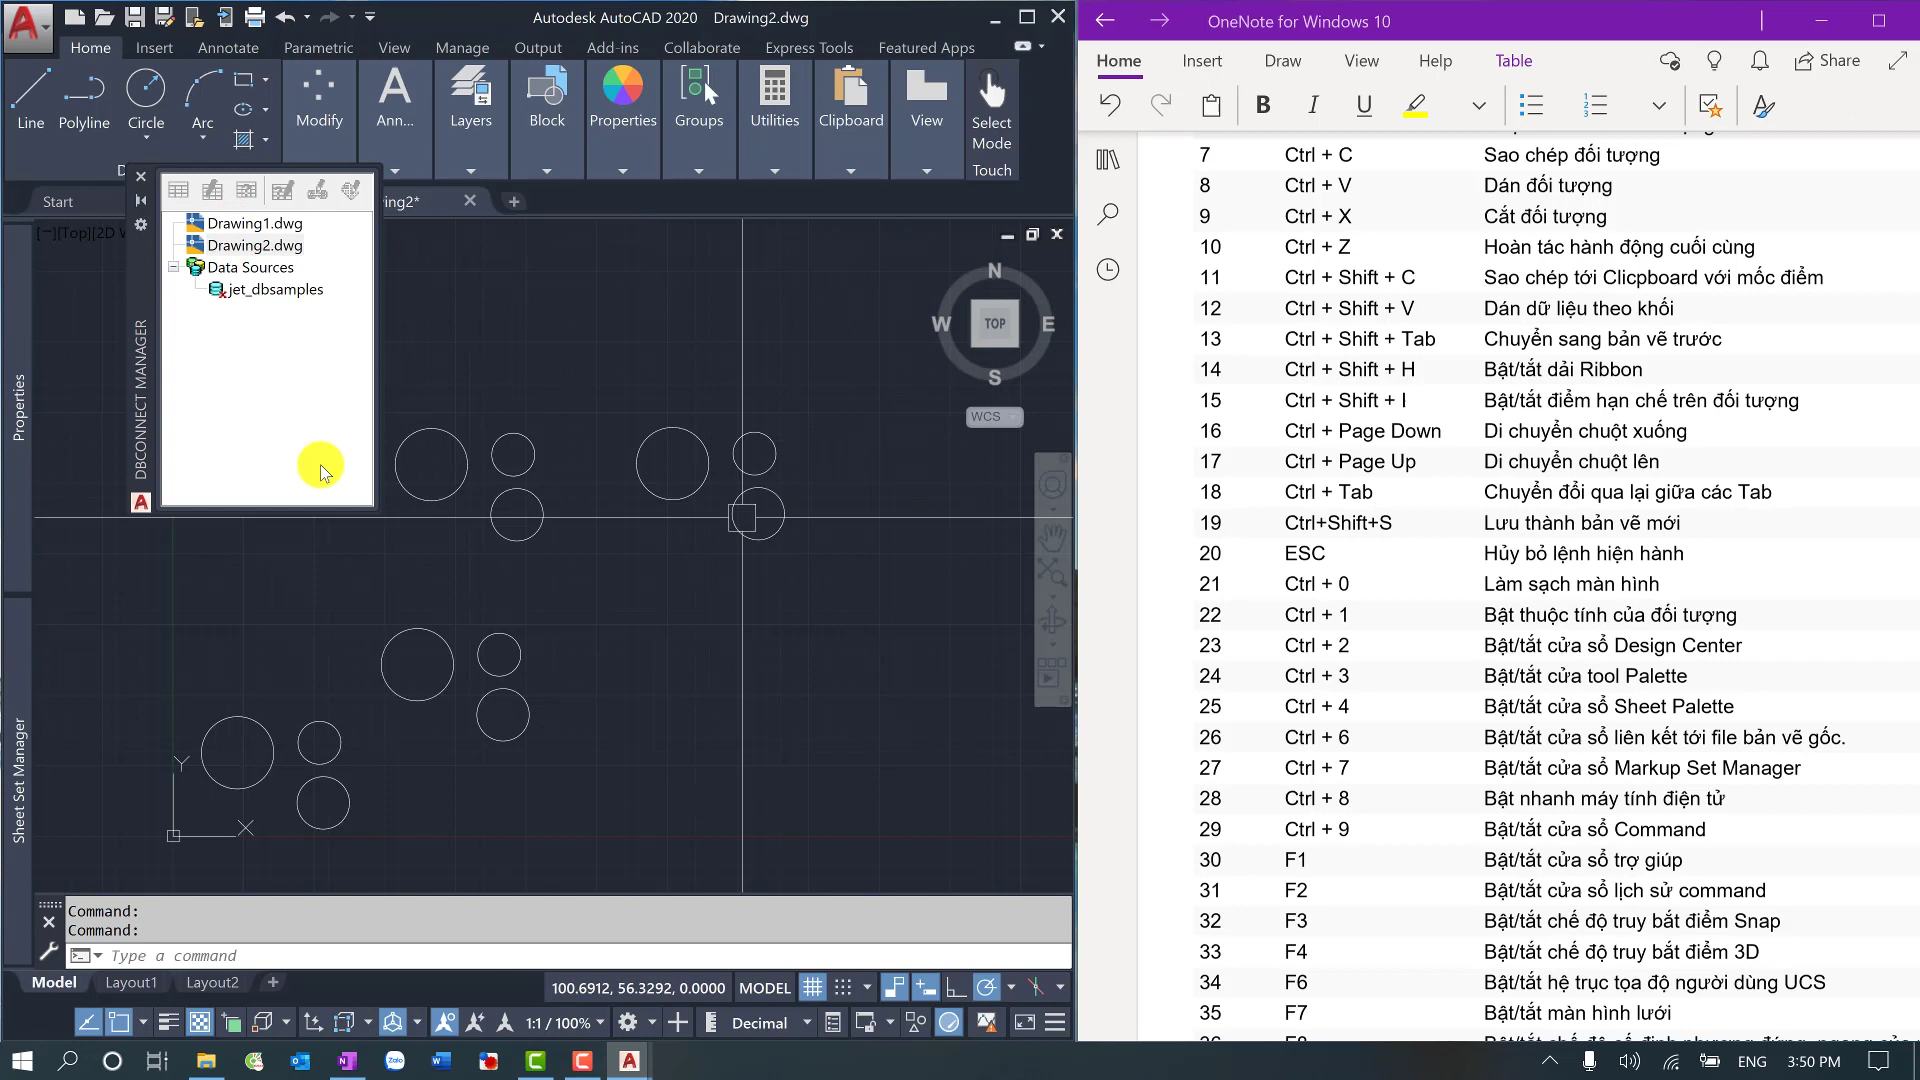 Autodesk AutoCAD 2020 Drawing2.dwg
Home Insert Annotate Parametric View Manage Output Add-ins Collaborate Express Tools Featured Apps
Line Polyline Circle Arc Modify Ann... Layers Block Properties Groups Utilities Clipboard View Select
Mode
Touch
Start
Drawing1.dwg
Drawing2.dwg
Data Sources
jet_dbsamples
DBCONNECT MANAGER
Properties
Sheet Set Manager
N
W TOP E
S
WCS
Y
X
Command:
Command:
Type a command
Model Layout1 Layout2
100.6912, 56.3292, 0.0000 MODEL
1:1 / 100% Decimal
OneNote for Windows 10
Home Insert Draw View Help Table Share
B I U
7 Ctrl + C Sao chép đối tượng
8 Ctrl + V Dán đối tượng
9 Ctrl + X Cắt đối tượng
10 Ctrl + Z Hoàn tác hành động cuối cùng
11 Ctrl + Shift + C Sao chép tới Clicpboard với mốc điểm
12 Ctrl + Shift + V Dán dữ liệu theo khối
13 Ctrl + Shift + Tab Chuyển sang bản vẽ trước
14 Ctrl + Shift + H Bật/tắt dải Ribbon
15 Ctrl + Shift + I Bật/tắt điểm hạn chế trên đối tượng
16 Ctrl + Page Down Di chuyển chuột xuống
17 Ctrl + Page Up Di chuyển chuột lên
18 Ctrl + Tab Chuyển đổi qua lại giữa các Tab
19 Ctrl+Shift+S Lưu thành bản vẽ mới
20 ESC Hủy bỏ lệnh hiện hành
21 Ctrl + 0 Làm sạch màn hình
22 Ctrl + 1 Bật thuộc tính của đối tượng
23 Ctrl + 2 Bật/tắt cửa sổ Design Center
24 Ctrl + 3 Bật/tắt cửa tool Palette
25 Ctrl + 4 Bật/tắt cửa sổ Sheet Palette
26 Ctrl + 6 Bật/tắt cửa sổ liên kết tới file bản vẽ gốc.
27 Ctrl + 7 Bật/tắt cửa sổ Markup Set Manager
28 Ctrl + 8 Bật nhanh máy tính điện tử
29 Ctrl + 9 Bật/tắt cửa sổ Command
30 F1 Bật/tắt cửa sổ trợ giúp
31 F2 Bật/tắt cửa sổ lịch sử command
32 F3 Bật/tắt chế độ truy bắt điểm Snap
33 F4 Bật/tắt chế độ truy bắt điểm 3D
34 F6 Bật/tắt hệ trục tọa độ người dùng UCS
35 F7 Bật/tắt màn hình lưới
ENG 3:50 PM